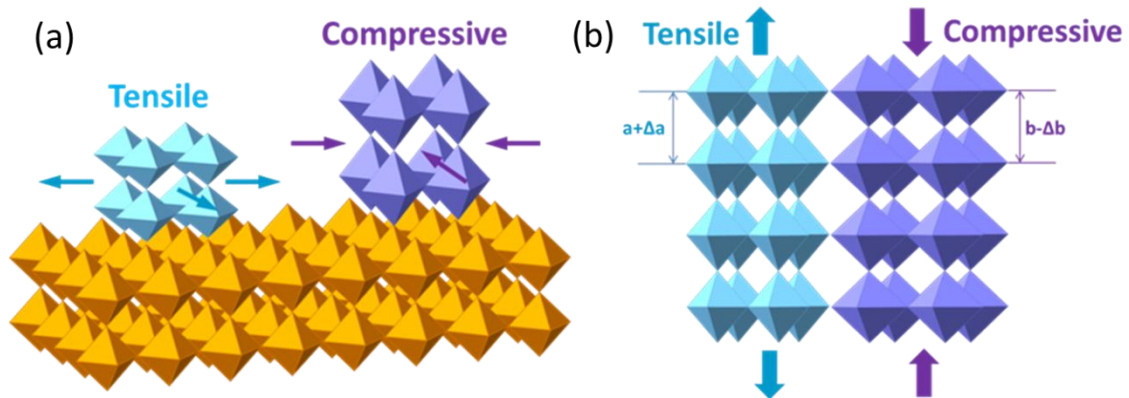 (a)
Tensile
Compressive
(b)
Tensile
Compressive
a+Δa
b-Δb